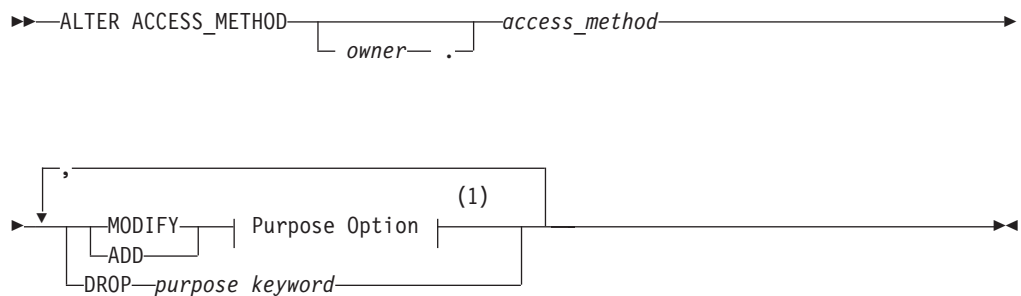 ALTER ACCESS_METHOD access_method
owner .
,
(1)
MODIFY Purpose Option
ADD
DROP purpose keyword